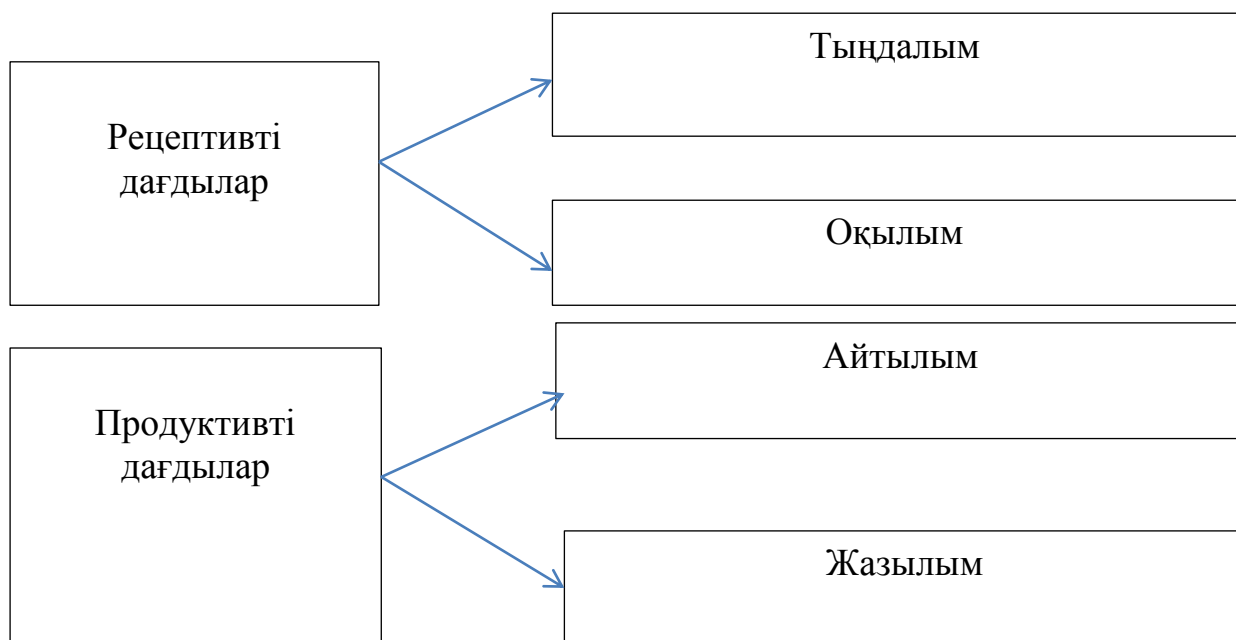 Рецептивті
дағдылар
Тыңдалым
Оқылым
Продуктивті
дағдылар
Айтылым
Жазылым